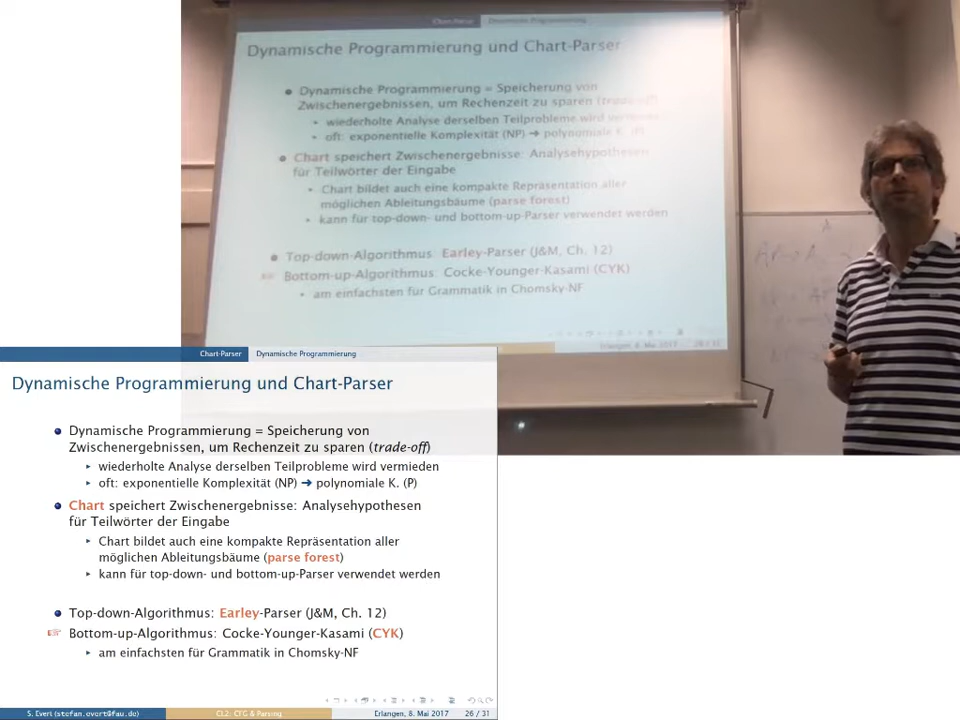 Chart-Parser Dynamische Programmierung
Dynamische Programmierung und Chart-Parser
Dynamische Programmierung = Speicherung von
Zwischenergebnissen, um Rechenzeit zu sparen (trade-off)
wiederholte Analyse derselben Teilprobleme wird vermieden
oft: exponentielle Komplexität (NP) → polynomiale K. (P)
Chart speichert Zwischenergebnisse: Analysehypothesen
für Teilwörter der Eingabe
Chart bildet auch eine kompakte Repräsentation aller
möglichen Ableitungsbäume (parse forest)
kann für top-down- und bottom-up-Parser verwendet werden
Top-down-Algorithmus: Earley-Parser (J&M, Ch. 12)
Bottom-up-Algorithmus: Cocke-Younger-Kasami (CYK)
am einfachsten für Grammatik in Chomsky-NF
Erlangen, 8. Mai 2017 26 / 31
Chart-Parser Dynamische Programmierung
Dynamische Programmierung und Chart-Parser
Dynamische Programmierung = Speicherung von
Zwischenergebnissen, um Rechenzeit zu sparen (trade-off)
wiederholte Analyse derselben Teilprobleme wird vermieden
oft: exponentielle Komplexität (NP) → polynomiale K. (P)
Chart speichert Zwischenergebnisse: Analysehypothesen
für Teilwörter der Eingabe
Chart bildet auch eine kompakte Repräsentation aller
möglichen Ableitungsbäume (parse forest)
kann für top-down- und bottom-up-Parser verwendet werden
Top-down-Algorithmus: Earley-Parser (J&M, Ch. 12)
Bottom-up-Algorithmus: Cocke-Younger-Kasami (CYK)
am einfachsten für Grammatik in Chomsky-NF
S. Evert (stefan.evert@fau.de) CL2: CFG & Parsing Erlangen, 8. Mai 2017 26 / 31